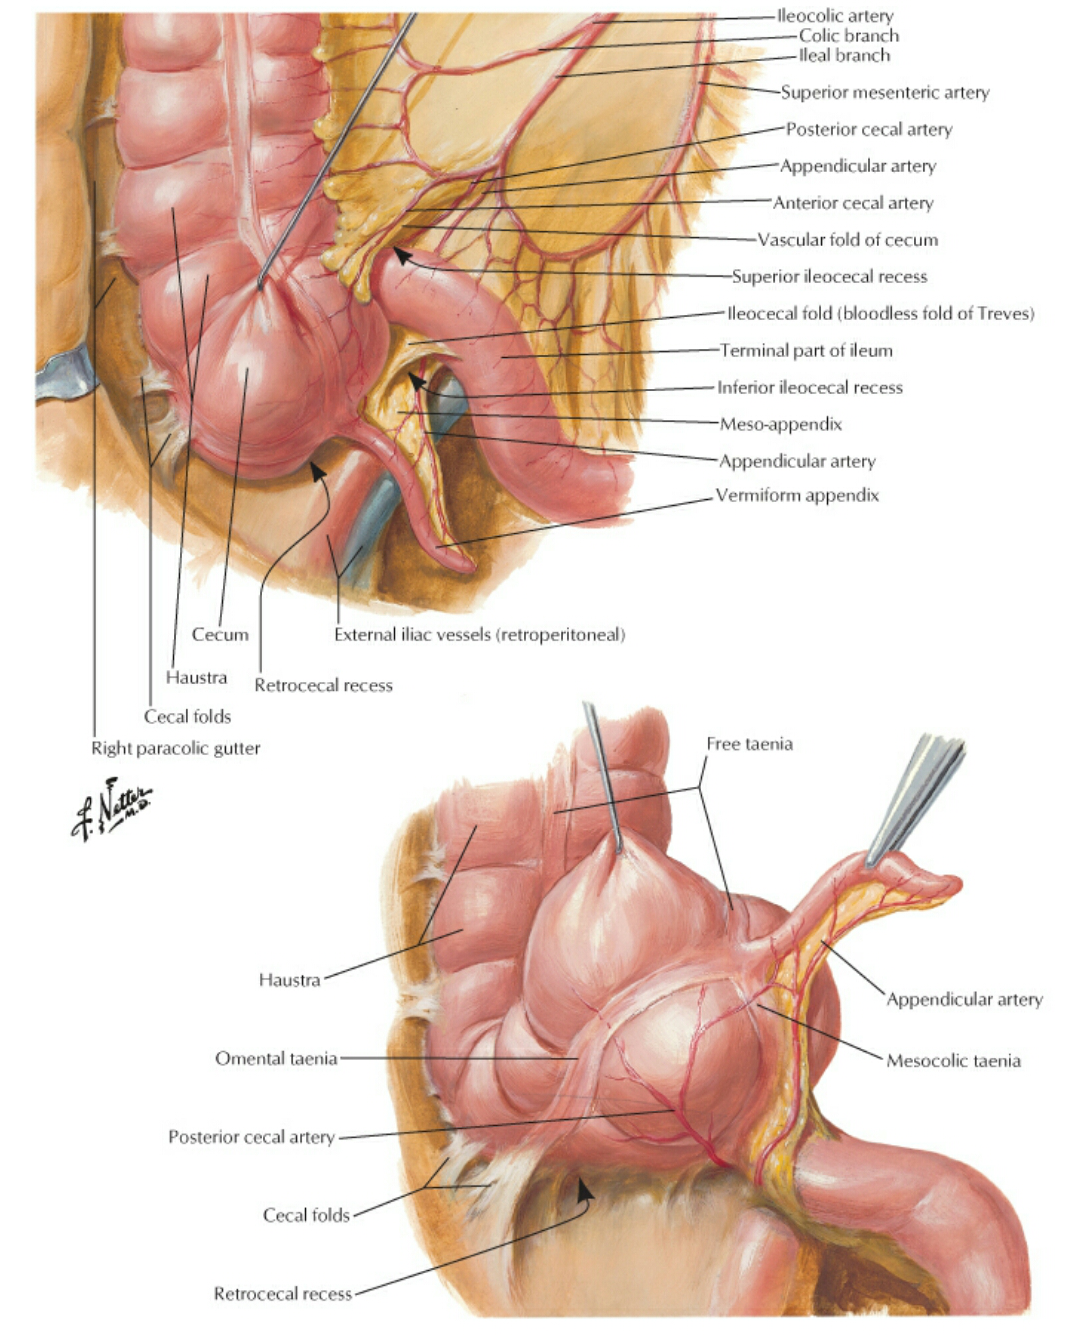 Ileocolic artery
Colic branch
Ileal branch
Superior mesenteric artery
Posterior cecal artery
Appendicular artery
Anterior cecal artery
Vascular fold of cecum
Superior ileocecal recess
Ileocecal fold (bloodless fold of Treves)
Terminal part of ileum
Inferior ileocecal recess
Meso-appendix
Appendicular artery
Vermiform appendix
External iliac vessels (retroperitoneal)
Cecum
Haustra
Retrocecal recess
Cecal folds
Right paracolic gutter
F. Netter
M.D.
Free taenia
Haustra
Appendicular artery
Omental taenia
Mesocolic taenia
Posterior cecal artery
Cecal folds
Retrocecal recess